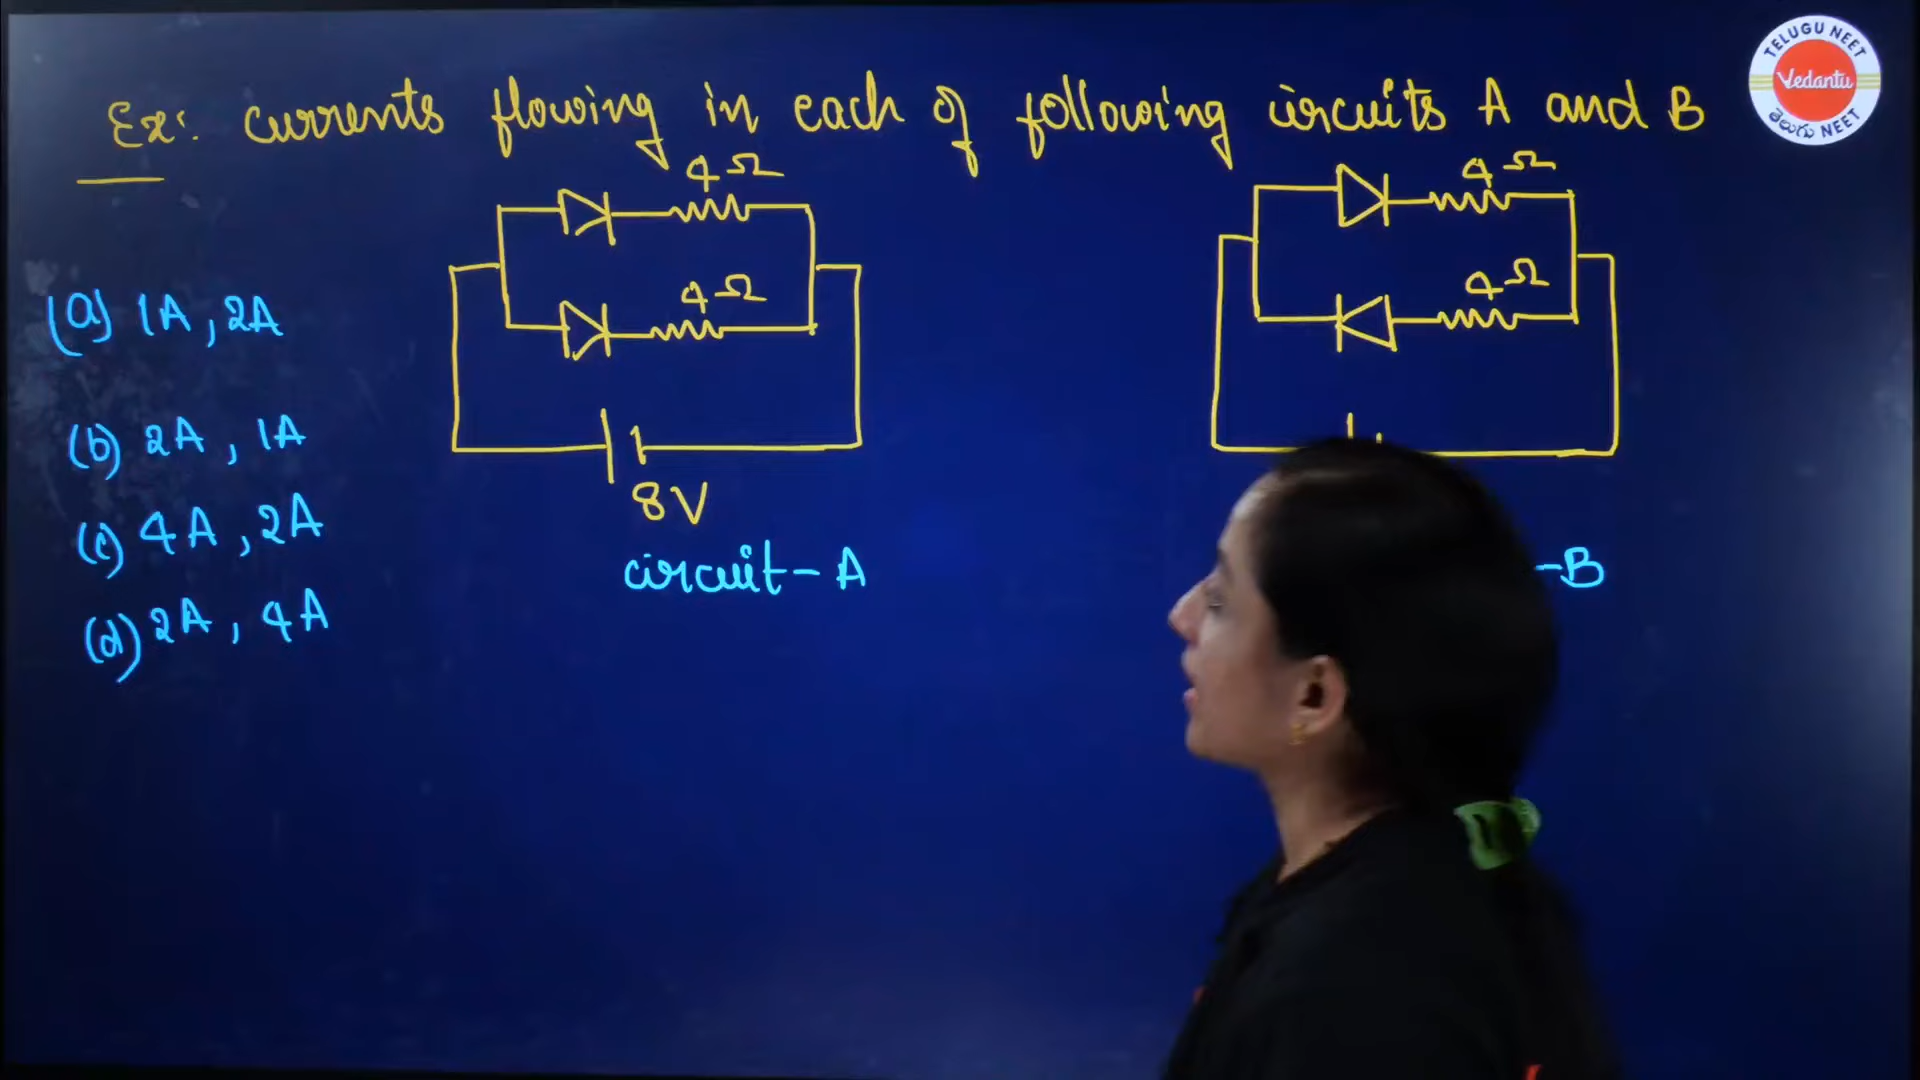 Ex:. currents flowing in each of following circuits A and B
TELUGU NEET
Vedantu
తెలుగు NEET
(a) 1A, 2A
(b) 2A, 1A
(c) 4A, 2A
(d) 2A, 4A
4Ω
4Ω
8V
circuit-A
4Ω
4Ω
-B